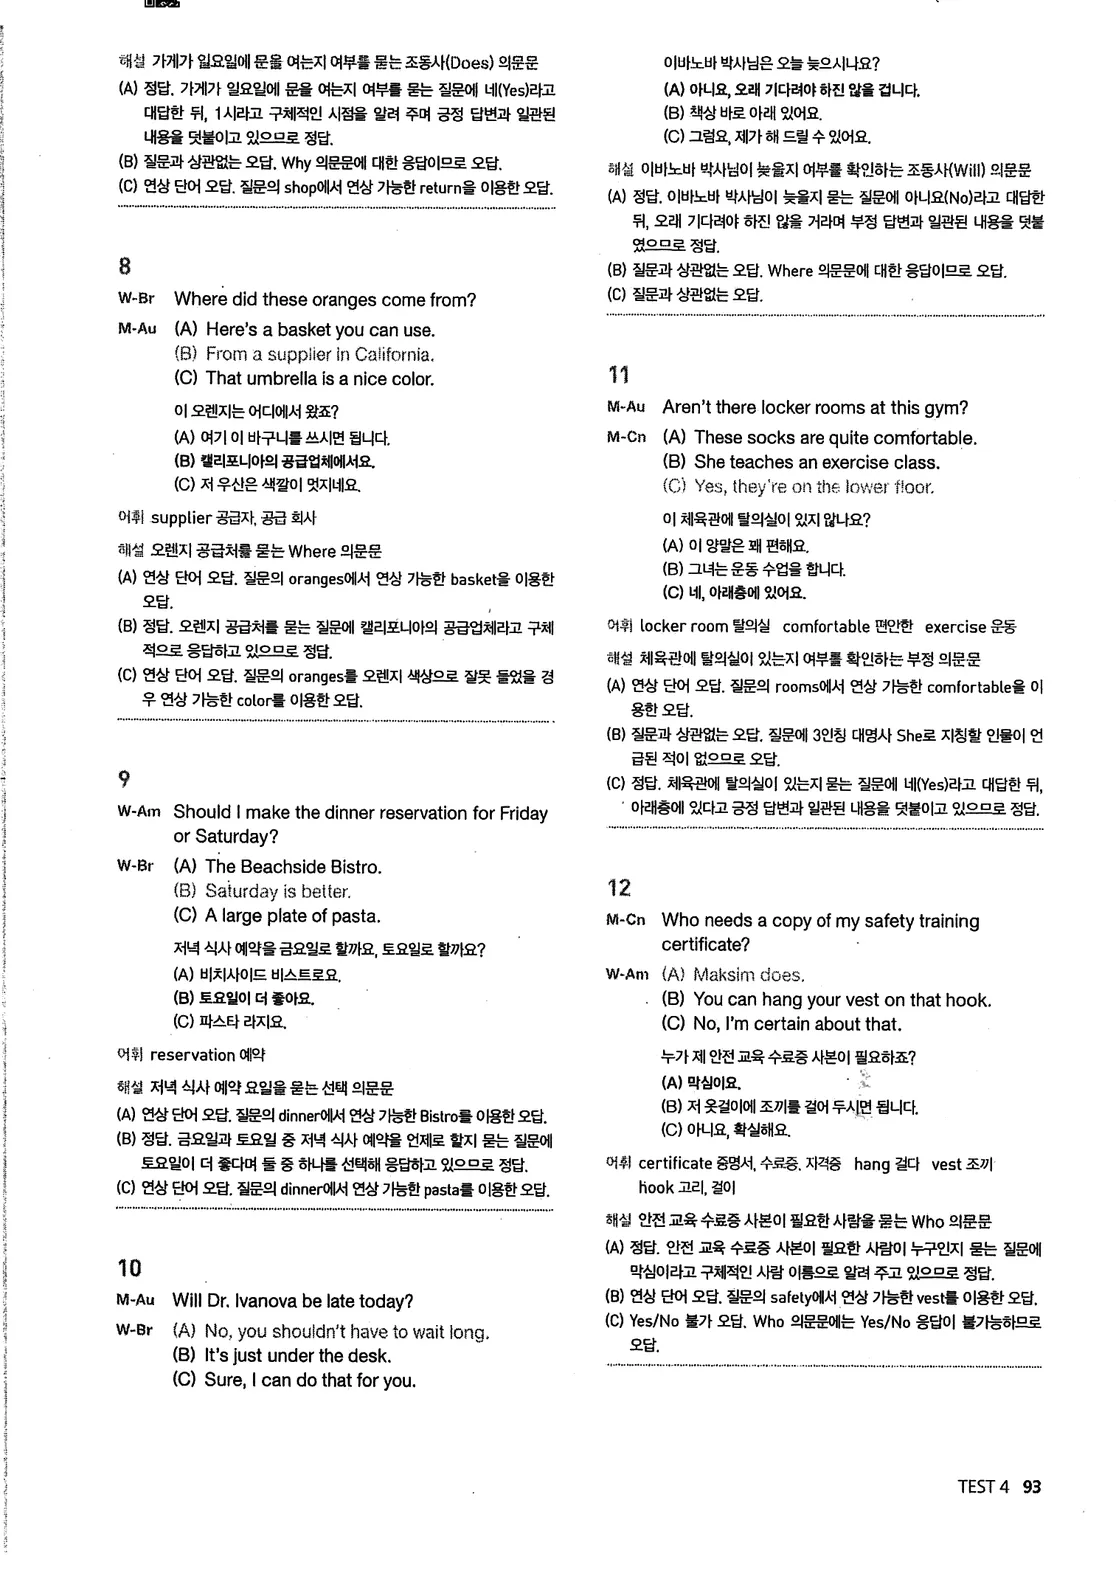 해설 가게가 일요일에 문을 여는지 여부를 묻는 조동사(Does) 의문문
(A) 정답. 가게가 일요일에 문을 여는지 여부를 묻는 질문에 네(Yes)라고
대답한 뒤, 1시라고 구체적인 시점을 알려 주며 긍정 답변과 일관된
내용을 덧붙이고 있으므로 정답.
(B) 질문과 상관없는 오답. Why 의문문에 대한 응답이므로 오답.
(C) 연상 단어 오답. 질문의 shop에서 연상 가능한 return을 이용한 오답.
8
W-Br Where did these oranges come from?
M-Au (A) Here's a basket you can use.
(B) From a supplier in California.
(C) That umbrella is a nice color.
이 오렌지는 어디에서 왔죠?
(A) 여기 이 바구니를 쓰시면 됩니다.
(B) 캘리포니아의 공급업체에서요.
(C) 저 우산은 색깔이 멋지네요.
어휘 supplier 공급자, 공급 회사
해설 오렌지 공급처를 묻는 Where 의문문
(A) 연상 단어 오답. 질문의 oranges에서 연상 가능한 basket을 이용한
오답.
(B) 정답. 오렌지 공급처를 묻는 질문에 캘리포니아의 공급업체라고 구체
적으로 응답하고 있으므로 정답.
(C) 연상 단어 오답. 질문의 oranges를 오렌지 색상으로 잘못 들었을 경
우 연상 가능한 color를 이용한 오답.
9
W-Am Should I make the dinner reservation for Friday
or Saturday?
W-Br (A) The Beachside Bistro.
(B) Saturday is better.
(C) A large plate of pasta.
저녁 식사 예약을 금요일로 할까요, 토요일로 할까요?
(A) 비치사이드 비스트로요.
(B) 토요일이 더 좋아요.
(C) 파스타 라지요.
어휘 reservation 예약
해설 저녁 식사 예약 요일을 묻는 선택 의문문
(A) 연상 단어 오답. 질문의 dinner에서 연상 가능한 Bistro를 이용한 오답.
(B) 정답. 금요일과 토요일 중 저녁 식사 예약을 언제로 할지 묻는 질문에
토요일이 더 좋다며 둘 중 하나를 선택해 응답하고 있으므로 정답.
(C) 연상 단어 오답. 질문의 dinner에서 연상 가능한 pasta를 이용한 오답.
10
M-Au Will Dr. Ivanova be late today?
W-Br (A) No, you shouldn't have to wait long.
(B) It's just under the desk.
(C) Sure, I can do that for you.
이바노바 박사님은 오늘 늦으시나요?
(A) 아니요, 오래 기다려야 하진 않을 겁니다.
(B) 책상 바로 아래 있어요.
(C) 그럼요, 제가 해 드릴 수 있어요.
해설 이바노바 박사님이 늦을지 여부를 확인하는 조동사(Will) 의문문
(A) 정답. 이바노바 박사님이 늦을지 묻는 질문에 아니요(No)라고 대답한
뒤, 오래 기다려야 하진 않을 거라며 부정 답변과 일관된 내용을 덧붙
였으므로 정답.
(B) 질문과 상관없는 오답. Where 의문문에 대한 응답이므로 오답.
(C) 질문과 상관없는 오답.
11
M-Au Aren't there locker rooms at this gym?
M-Cn (A) These socks are quite comfortable.
(B) She teaches an exercise class.
(C) Yes, they're on the lower floor.
이 체육관에 탈의실이 있지 않나요?
(A) 이 양말은 꽤 편해요.
(B) 그녀는 운동 수업을 합니다.
(C) 네, 아래층에 있어요.
어휘 locker room 탈의실 comfortable 편안한 exercise 운동
해설 체육관에 탈의실이 있는지 여부를 확인하는 부정 의문문
(A) 연상 단어 오답. 질문의 rooms에서 연상 가능한 comfortable을 이
용한 오답.
(B) 질문과 상관없는 오답. 질문에 3인칭 대명사 She로 지칭할 인물이 언
급된 적이 없으므로 오답.
(C) 정답. 체육관에 탈의실이 있는지 묻는 질문에 네(Yes)라고 대답한 뒤,
아래층에 있다고 긍정 답변과 일관된 내용을 덧붙이고 있으므로 정답.
12
M-Cn Who needs a copy of my safety training
certificate?
W-Am (A) Maksim does.
(B) You can hang your vest on that hook.
(C) No, I'm certain about that.
누가 제 안전 교육 수료증 사본이 필요하죠?
(A) 막심이요.
(B) 저 옷걸이에 조끼를 걸어 두시면 됩니다.
(C) 아니요, 확실해요.
어휘 certificate 증명서, 수료증, 자격증 hang 걸다 vest 조끼
hook 고리, 걸이
해설 안전 교육 수료증 사본이 필요한 사람을 묻는 Who 의문문
(A) 정답. 안전 교육 수료증 사본이 필요한 사람이 누구인지 묻는 질문에
막심이라고 구체적인 사람 이름으로 알려 주고 있으므로 정답.
(B) 연상 단어 오답. 질문의 safety에서 연상 가능한 vest를 이용한 오답.
(C) Yes/No 불가 오답. Who 의문문에는 Yes/No 응답이 불가능하므로
오답.
TEST 4 93